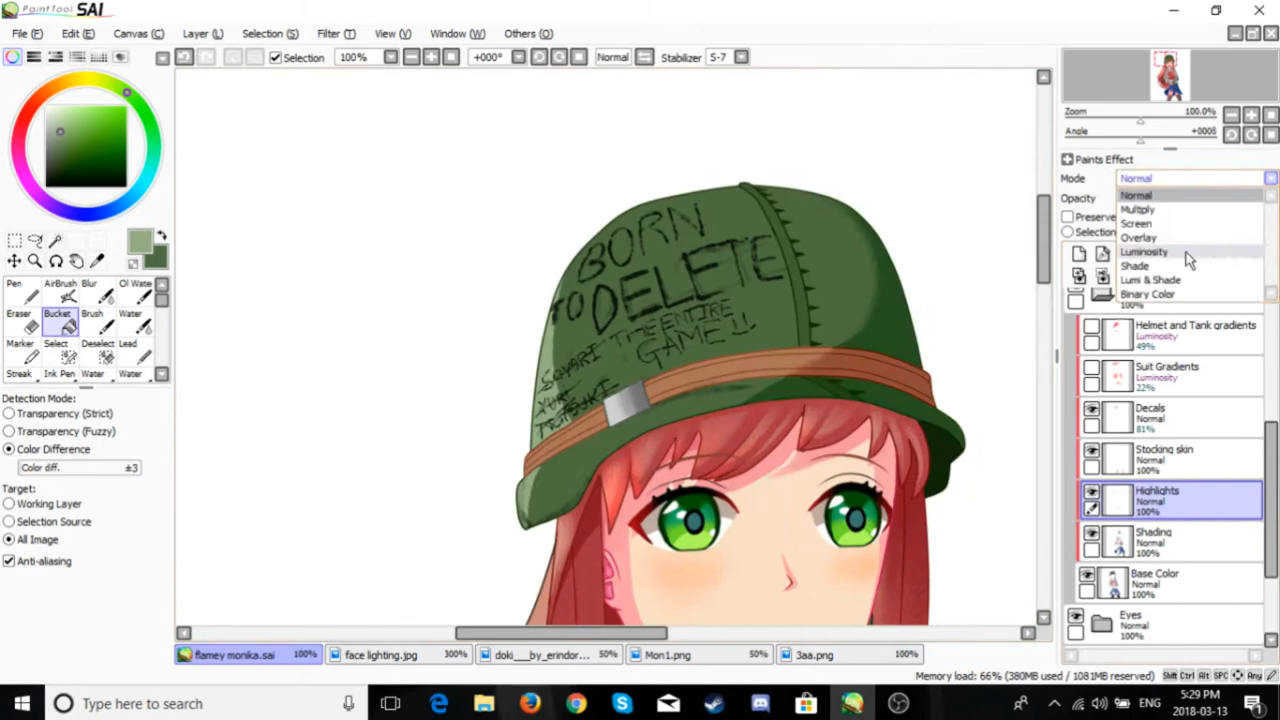 PaintTool SAI
File (F) Edit (E) Canvas (C) Layer (L) Selection (S) Filter (T) View (V) Window (W) Others (O)
Selection 100% +000° Normal Stabilizer S-7
Zoom 100.0%
Angle +000δ
Paints Effect
Mode Normal
Normal
Multiply
Screen
Overlay
Luminosity
Shade
Lumi & Shade
Binary Color
Opacity
Preserve
Selection
100%
Pen AirBrush Blur Oil Water
Eraser Bucket Brush Water
Marker Select Deselect Lead
Streak Ink Pen Water Water
Detection Mode:
Transparency (Strict)
Transparency (Fuzzy)
Color Difference
Color diff. ±3
Target:
Working Layer
Selection Source
All Image
Anti-aliasing
BORN
TO DELETE
THE ENTIRE
GAME
Helmet and Tank gradients
Luminosity
49%
Suit Gradients
Luminosity
22%
Decals
Normal
81%
Stocking skin
Normal
100%
Highlights
Normal
100%
Shading
Normal
100%
Base Color
Normal
100%
Eyes
Normal
100%
flamey monika.sai 100% face lighting.jpg 300% doki___by_erindor... 50% Mon1.png 50% 3aa.png 100%
Memory load: 66% (380MB used / 1081MB reserved) Shift Ctrl Alt SPC Any
Type here to search
ENG
5:29 PM
2018-03-13
1